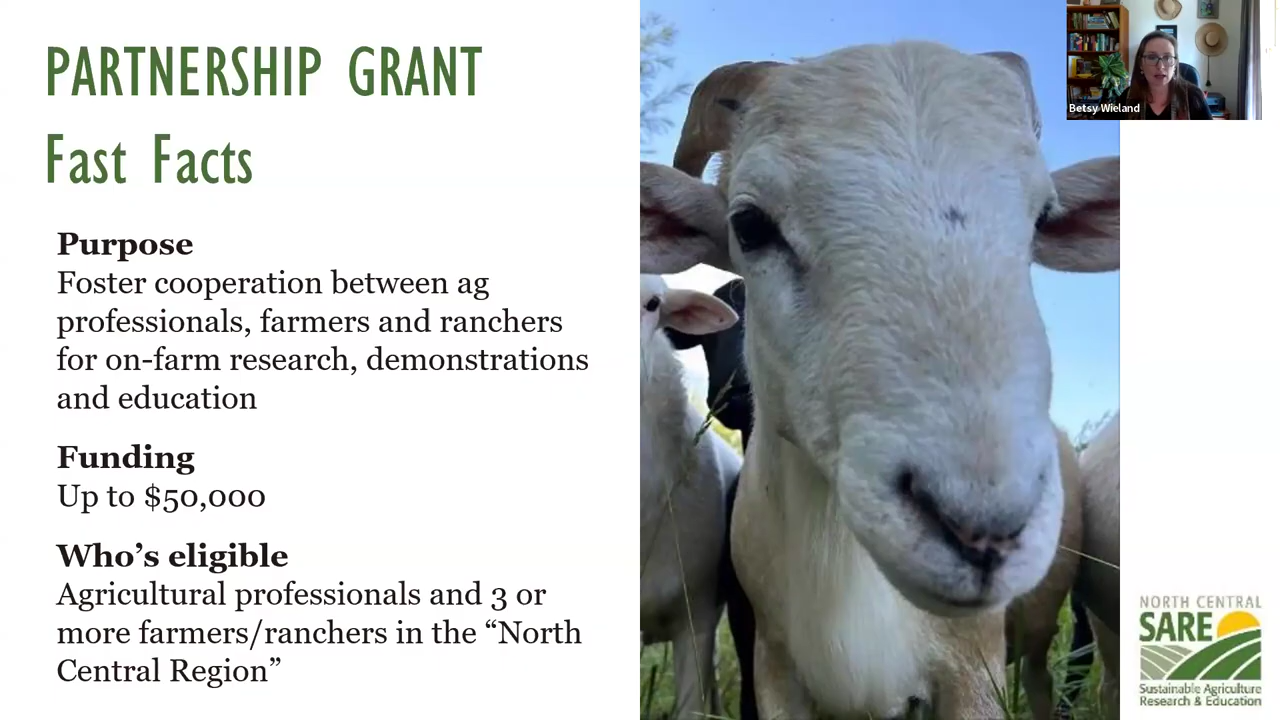 PARTNERSHIP GRANT
Fast Facts
Purpose
Foster cooperation between ag
professionals, farmers and ranchers
for on-farm research, demonstrations
and education
Funding
Up to $50,000
Who’s eligible
Agricultural professionals and 3 or
more farmers/ranchers in the “North
Central Region”
Betsy Wieland
NORTH CENTRAL
SARE
Sustainable Agriculture
Research & Education